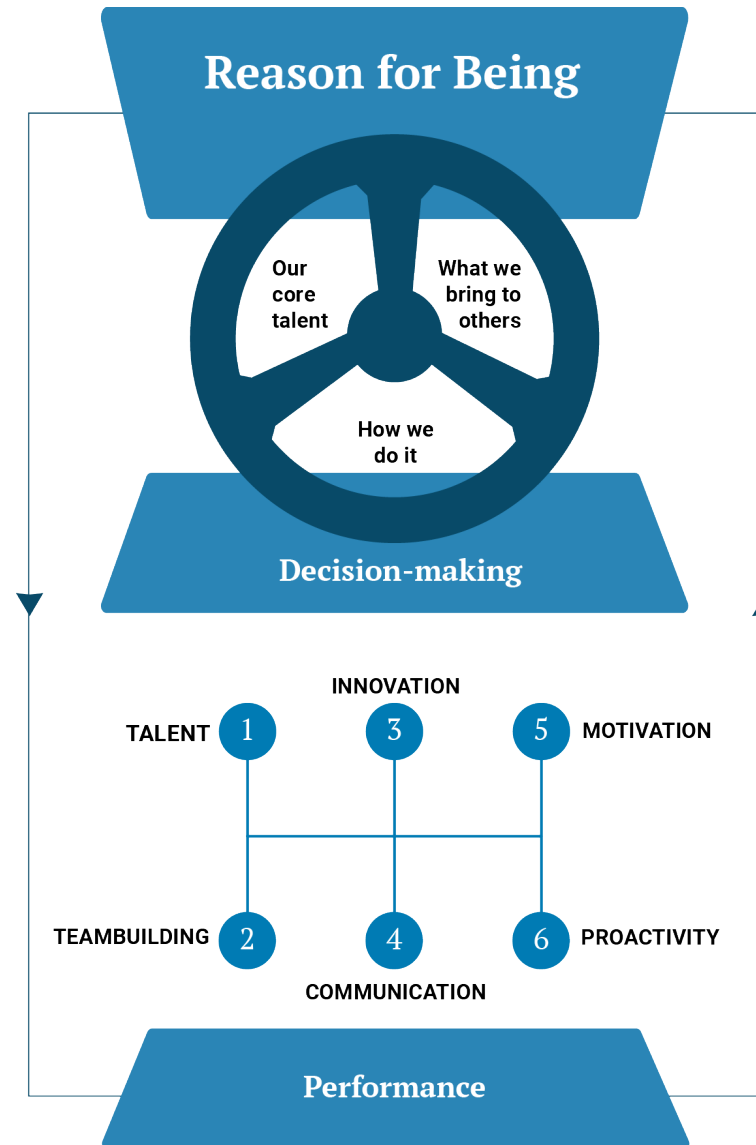 Reason for Being
Our
core
talent
What we
bring to
others
How we
do it
Decision-making
INNOVATION
TALENT
1
3
5
MOTIVATION
TEAMBUILDING
2
4
6
PROACTIVITY
COMMUNICATION
Performance